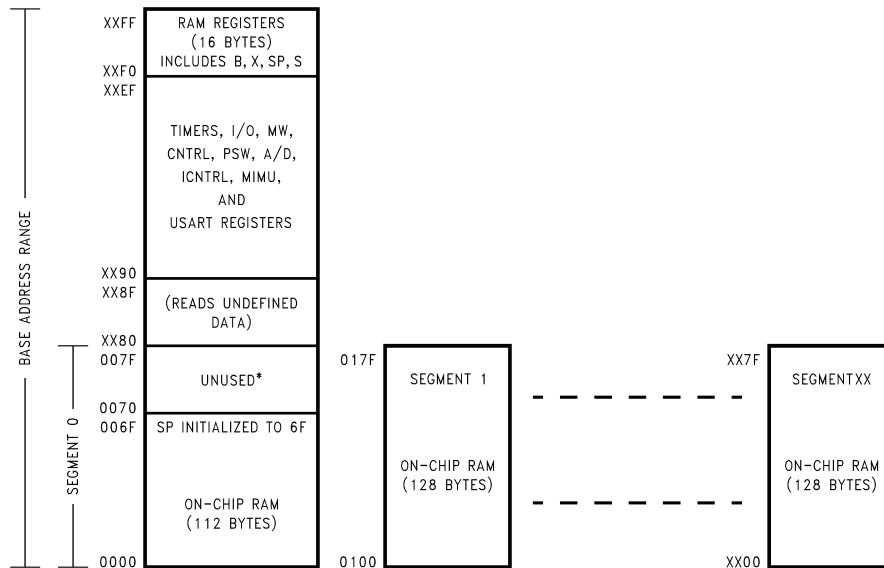 XXFF
RAM REGISTERS
(16 BYTES)
INCLUDES B, X, SP, S
XXF0
XXEF
TIMERS, I/O, MW,
CNTRL, PSW, A/D,
ICNTRL, MIMU,
AND
USART REGISTERS
XX90
XX8F
(READS UNDEFINED
DATA)
XX80
007F
UNUSED*
0070
006F
SP INITIALIZED TO 6F
ON-CHIP RAM
(112 BYTES)
0000
BASE ADDRESS RANGE
SEGMENT 0
017F
SEGMENT 1
ON-CHIP RAM
(128 BYTES)
0100
XX7F
SEGMENTXX
ON-CHIP RAM
(128 BYTES)
XX00